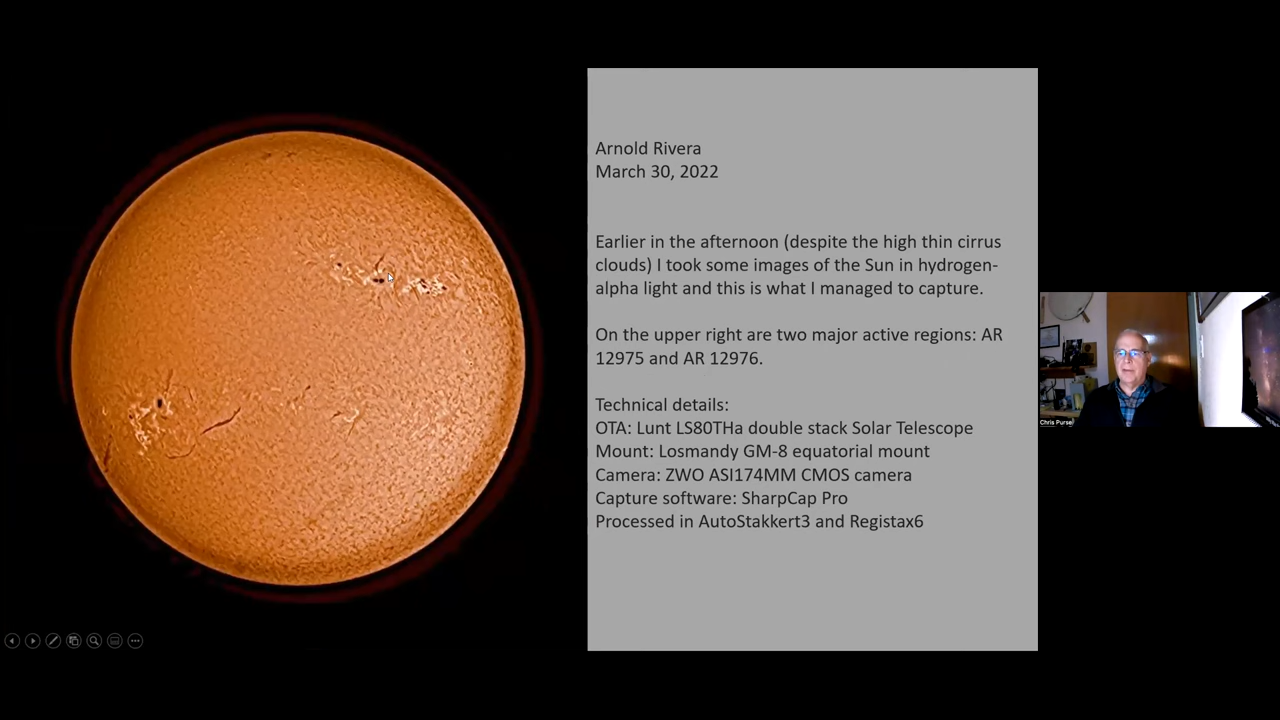 Arnold Rivera
March 30, 2022
Earlier in the afternoon (despite the high thin cirrus
clouds) I took some images of the Sun in hydrogen-
alpha light and this is what I managed to capture.
On the upper right are two major active regions: AR
12975 and AR 12976.
Technical details:
OTA: Lunt LS80THa double stack Solar Telescope
Mount: Losmandy GM-8 equatorial mount
Camera: ZWO ASI174MM CMOS camera
Capture software: SharpCap Pro
Processed in AutoStakkert3 and Registax6
Chris Pursel